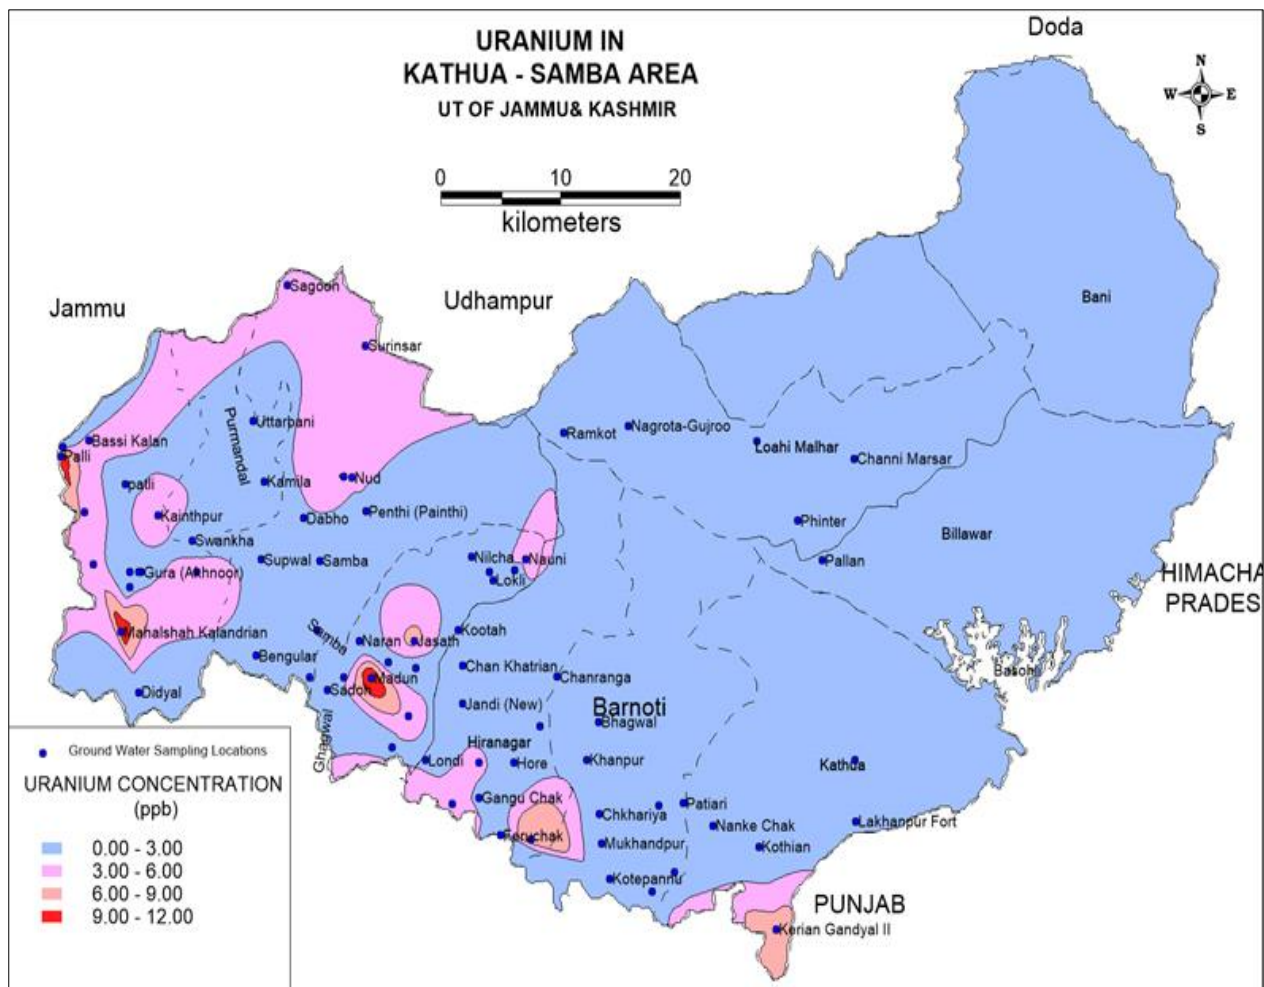 URANIUM IN
KATHUA - SAMBA AREA
UT OF JAMMU& KASHMIR
Doda
N
W E
S
0 10 20
kilometers
Jammu
Udhampur
Sagoon
Surinsar
Bani
Bassi Kalan
Palli
Uttarbani
Purmandal
Ramkot
Nagrota-Gujroo
Loahi Malhar
Channi Marsar
patli
Kamila
Nud
Kainthpur
Dabho
Penthi (Painthi)
Phinter
Billawar
Swankha
Supwal
Samba
Nilcha
Nauni
Pallan
Gura (Akhnoor)
Lokli
HIMACHA
PRADES
Mahalshah Kalandrian
Samba
Naran
Jasath
Kootah
Bengular
Chan Khatrian
Basohli
Didyal
Sadoh
Madun
Chanranga
Jandi (New)
Barnoti
Bhagwal
Ghagwal
Hiranagar
Londi
Hore
Khanpur
Kathua
Gangu Chak
Chkhariya
Patiari
Feruchak
Mukhandpur
Nanke Chak
Lakhanpur Fort
Kothian
Kotepannu
PUNJAB
Kerian Gandyal II
Ground Water Sampling Locations
URANIUM CONCENTRATION
(ppb)
0.00 - 3.00
3.00 - 6.00
6.00 - 9.00
9.00 - 12.00